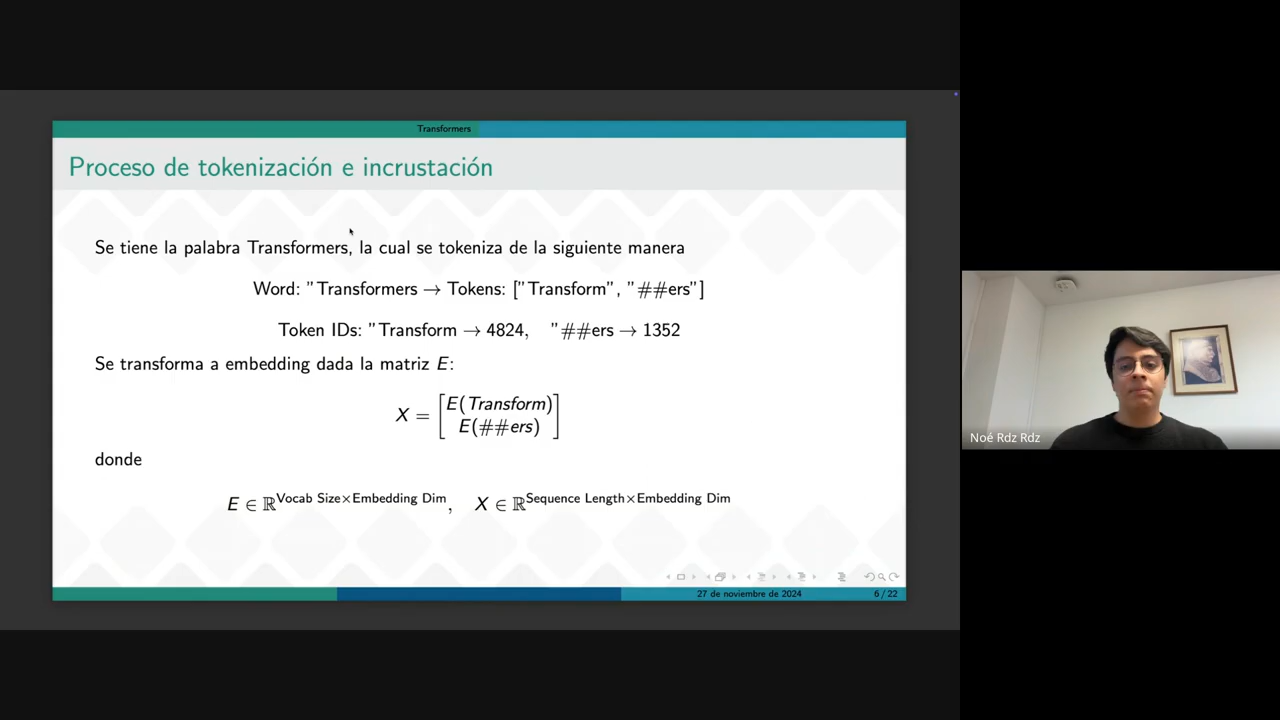 Transformers
Proceso de tokenización e incrustación
Se tiene la palabra Transformers, la cual se tokeniza de la siguiente manera
Word: "Transformers → Tokens: ["Transform", "##ers"]
Token IDs: "Transform → 4824, "##ers → 1352
Se transforma a embedding dada la matriz E:
X = [E(Transform)
E(##ers)]
donde
E ∈ ℝ^Vocab Size×Embedding Dim, X ∈ ℝ^Sequence Length×Embedding Dim
27 de noviembre de 2024 6 / 22
Noé Rdz Rdz